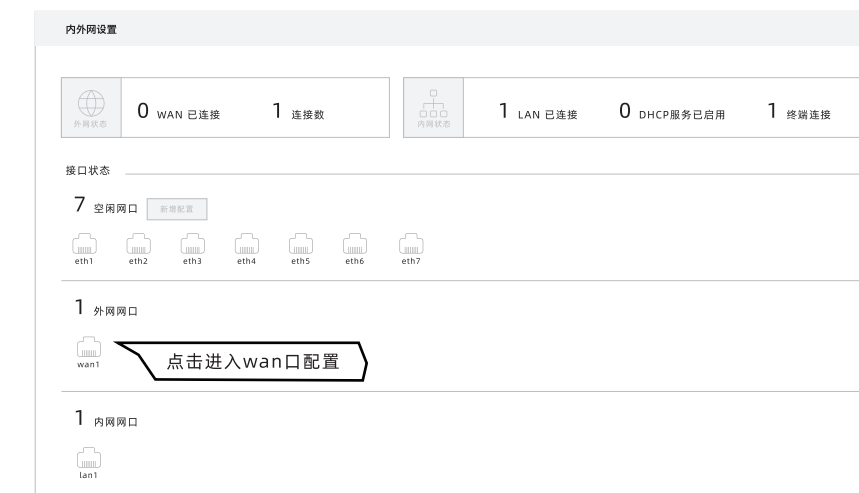 内外网设置
外网状态
0 WAN 已连接 1 连接数
内网状态
1 LAN 已连接 0 DHCP服务已启用 1 终端连接
接口状态
7 空闲网口 新增配置
eth1 eth2 eth3 eth4 eth5 eth6 eth7
1 外网网口
wan1
点击进入wan口配置
1 内网网口
lan1